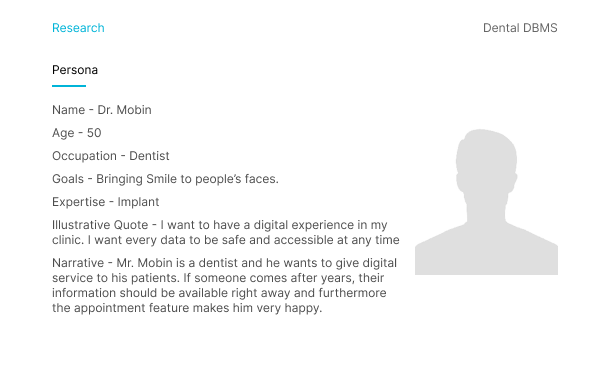 Research
Dental DBMS
Persona
Name - Dr. Mobin
Age - 50
Occupation - Dentist
Goals - Bringing Smile to people’s faces.
Expertise - Implant
Illustrative Quote - I want to have a digital experience in my
clinic. I want every data to be safe and accessible at any time
Narrative - Mr. Mobin is a dentist and he wants to give digital
service to his patients. If someone comes after years, their
information should be available right away and furthermore
the appointment feature makes him very happy.